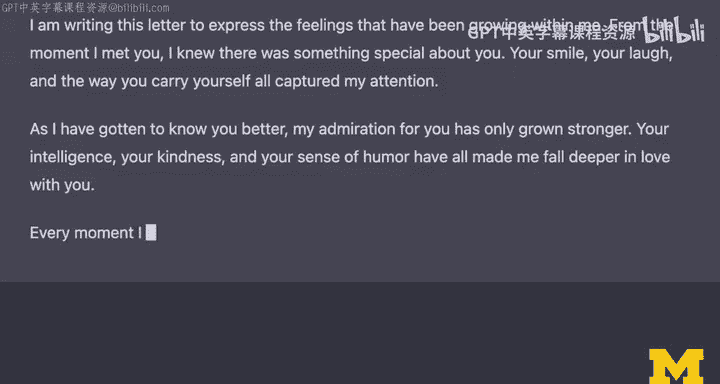 GPT中英字幕课程资源@bilibili.com
I am writing this letter to express the feelings that have been growing within me. From the
GPT中英字幕课程资源 bilibili
moment I met you, I knew there was something special about you. Your smile, your laugh,
and the way you carry yourself all captured my attention.
As I have gotten to know you better, my admiration for you has only grown stronger. Your
intelligence, your kindness, and your sense of humor have all made me fall deeper in love
with you.
Every moment I
M